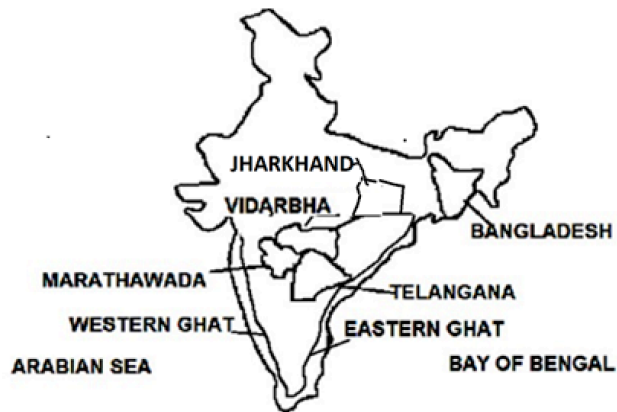 JHARKHAND
VIDARBHA
BANGLADESH
MARATHAWADA
TELANGANA
WESTERN GHAT
EASTERN GHAT
ARABIAN SEA
BAY OF BENGAL